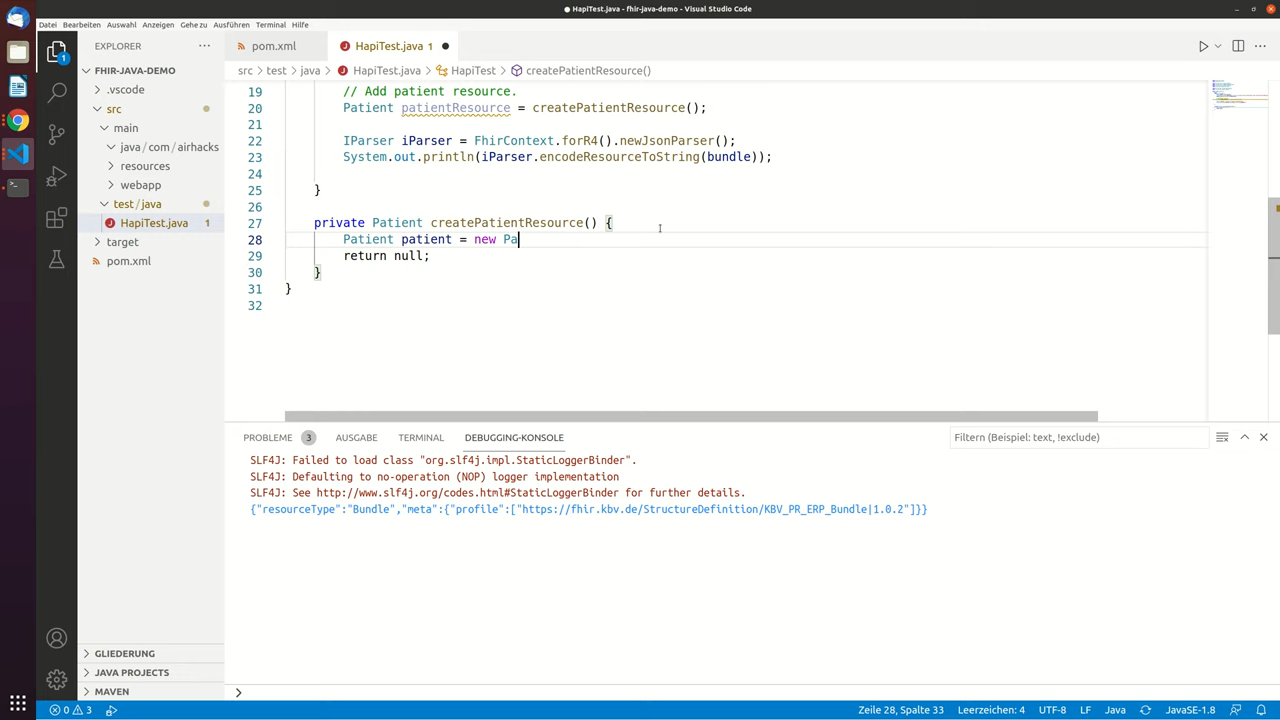 HapiTest.java - fhir-java-demo - Visual Studio Code
Datei Bearbeiten Auswahl Anzeigen Gehe zu Ausführen Terminal Hilfe
EXPLORER
pom.xml
HapiTest.java 1
src > test > java > HapiTest.java > HapiTest > createPatientResource()
FHIR-JAVA-DEMO
.vscode
src
main
java / com / airhacks
resources
webapp
test / java
HapiTest.java 1
target
pom.xml
19 // Add patient resource.
20 Patient patientResource = createPatientResource();
21
22 IParser iParser = FhirContext.forR4().newJsonParser();
23 System.out.println(iParser.encodeResourceToString(bundle));
24
25 }
26
27 private Patient createPatientResource() {
28 Patient patient = new Pa
29 return null;
30 }
31 }
32
PROBLEME 3 AUSGABE TERMINAL DEBUGGING-KONSOLE
Filtern (Beispiel: text, !exclude)
SLF4J: Failed to load class "org.slf4j.impl.StaticLoggerBinder".
SLF4J: Defaulting to no-operation (NOP) logger implementation
SLF4J: See http://www.slf4j.org/codes.html#StaticLoggerBinder for further details.
{"resourceType":"Bundle","meta":{"profile":["https://fhir.kbv.de/StructureDefinition/KBV_PR_ERP_Bundle|1.0.2"]}}
GLIEDERUNG
JAVA PROJECTS
MAVEN
1
0 3
Zeile 28, Spalte 33 Leerzeichen: 4 UTF-8 LF Java JavaSE-1.8